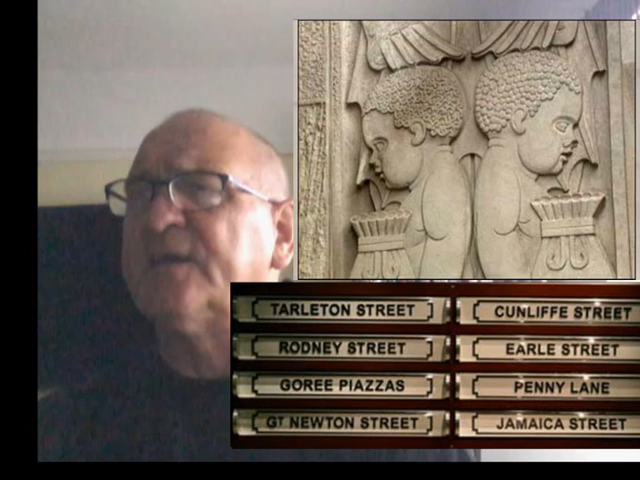 TARLETON STREET
CUNLIFFE STREET
RODNEY STREET
EARLE STREET
GOREE PIAZZAS
PENNY LANE
GT NEWTON STREET
JAMAICA STREET